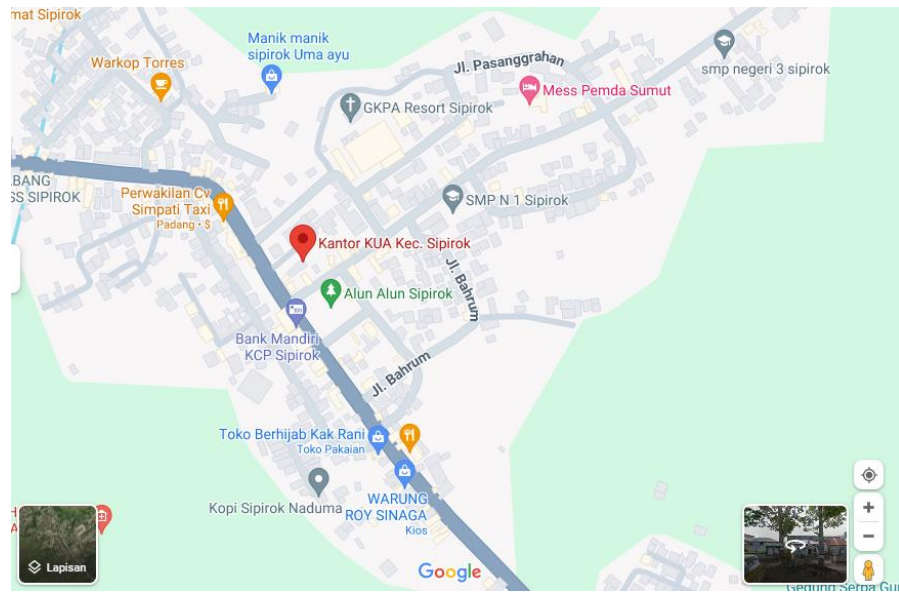 mat Sipirok
Manik manik
sipirok Uma ayu
Warkop Torres
Jl. Pasanggrahan
smp negeri 3 sipirok
Mess Pemda Sumut
GKPA Resort Sipirok
BANG
SS SIPIROK
Perwakilan Cv
Simpati Taxi
Padang · $
SMP N 1 Sipirok
Kantor KUA Kec. Sipirok
Jl. Bahrum
Alun Alun Sipirok
Bank Mandiri
KCP Sipirok
Jl. Bahrum
Toko Berhijab Kak Rani
Toko Pakaian
Kopi Sipirok Naduma
WARUNG
ROY SINAGA
Kios
H
A
Lapisan
Google
Gedung Serba Gu